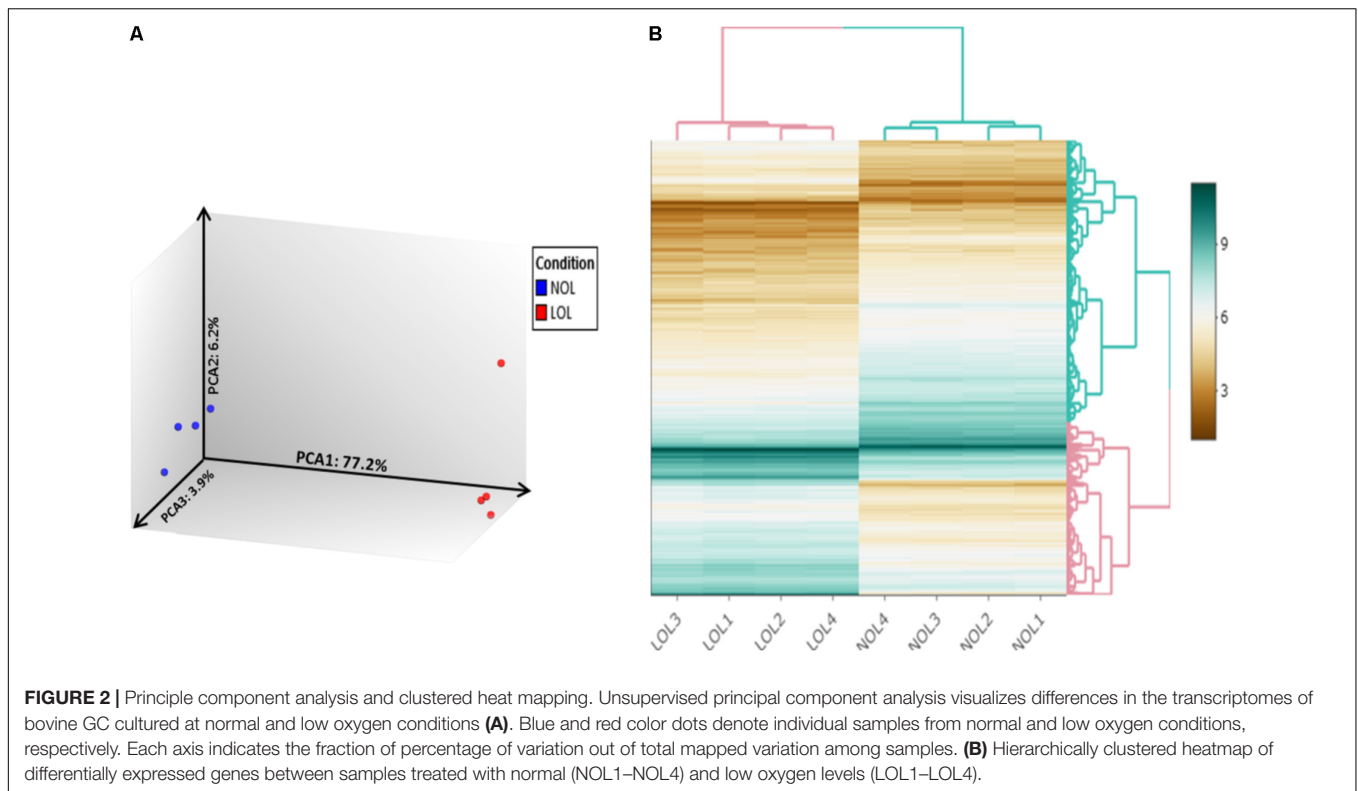 A
B
Condition
NOL
LOL
PCA2: 6.2%
PCA1: 77.2%
PCA3: 3.9%
9
6
3
LOL3
LOL1
LOL2
LOL4
NOL4
NOL3
NOL2
NOL1
FIGURE 2 | Principle component analysis and clustered heat mapping. Unsupervised principal component analysis visualizes differences in the transcriptomes of
bovine GC cultured at normal and low oxygen conditions (A). Blue and red color dots denote individual samples from normal and low oxygen conditions,
respectively. Each axis indicates the fraction of percentage of variation out of total mapped variation among samples. (B) Hierarchically clustered heatmap of
differentially expressed genes between samples treated with normal (NOL1–NOL4) and low oxygen levels (LOL1–LOL4).